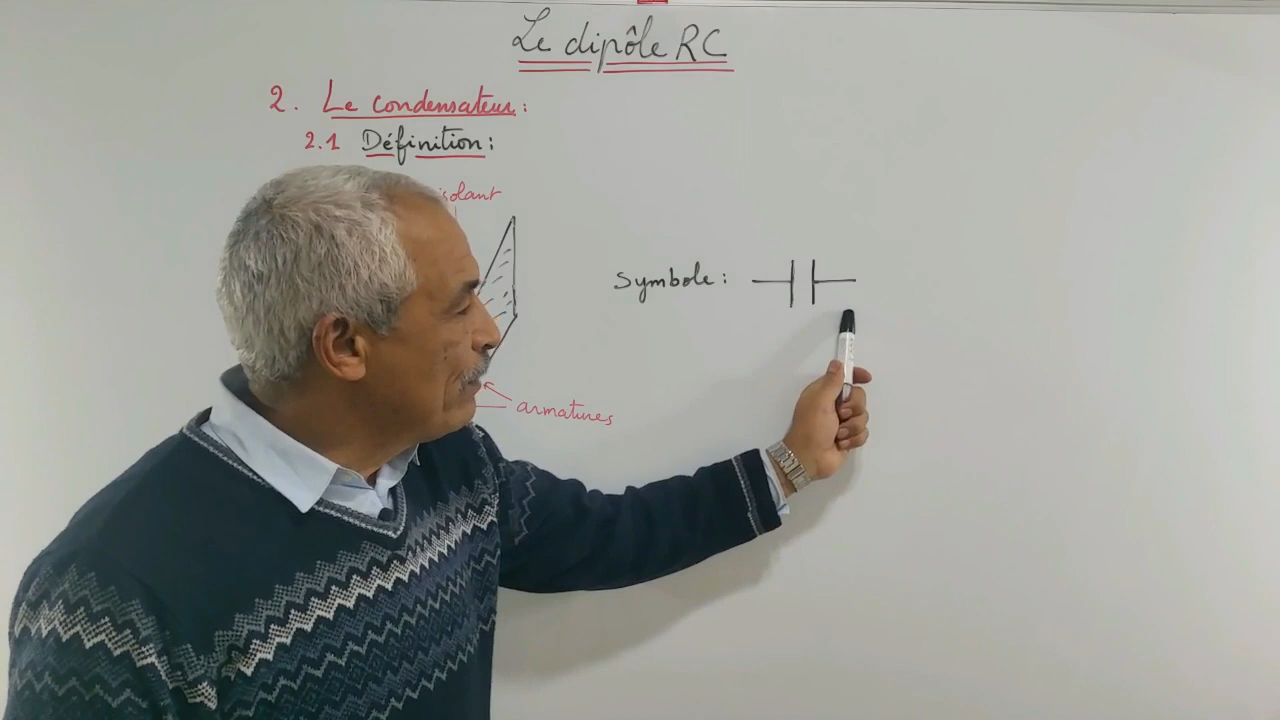 Le dipôle RC
2. Le condensateur :
2.1 Définition :
isolant
Symbole :
armatures